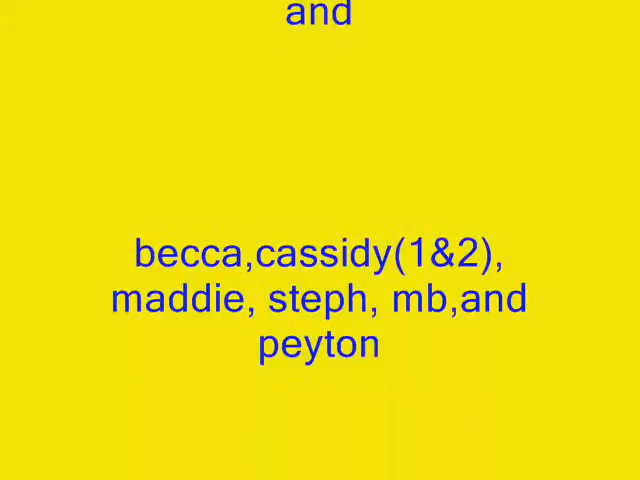 and
becca,cassidy(1&2),
maddie, steph, mb,and
peyton